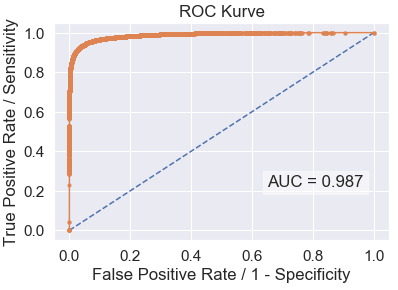 ROC Kurve
True Positive Rate / Sensitivity
1.0
0.8
0.6
0.4
0.2
0.0
AUC = 0.987
0.0 0.2 0.4 0.6 0.8 1.0
False Positive Rate / 1 - Specificity